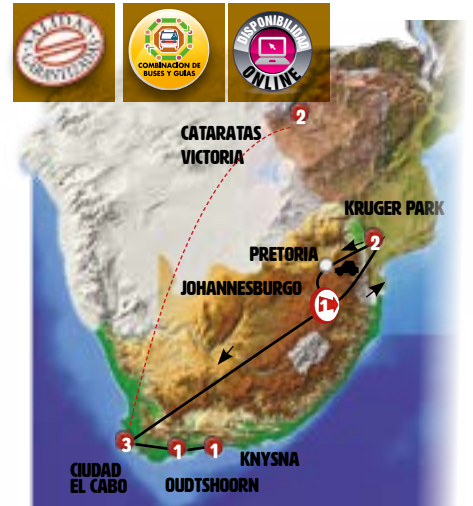 SALIDAS
GARANTIZADAS
COMBINACION DE
BUSES Y GUÍAS
DISPONIBILIDAD
ONLINE
2
CATARATAS
VICTORIA
KRUGER PARK
2
PRETORIA
JOHANNESBURGO
1
3
1
1
KNYSNA
CIUDAD
EL CABO
OUDTSHOORN